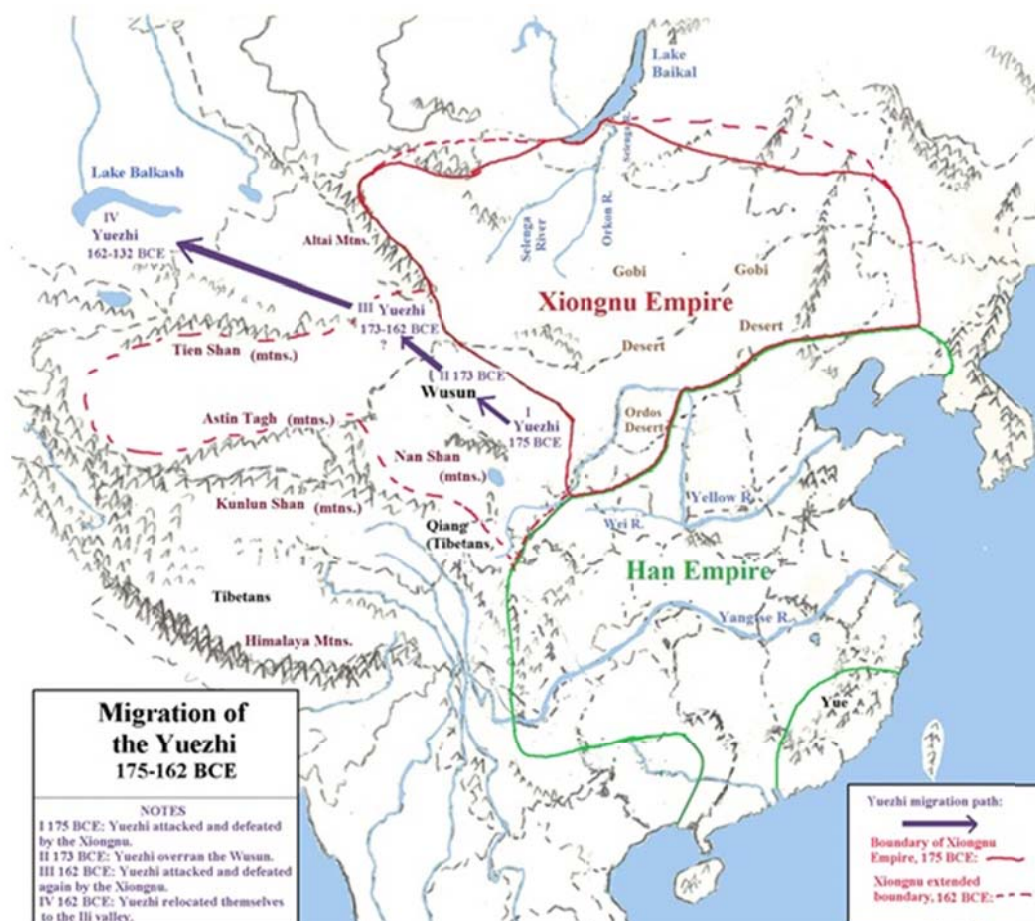 Lake
Baikal
Selenga R.
Lake Balkash
IV
Yuezhi
162-132 BCE
Altai Mtns.
Selenga
River
Orkon R.
Gobi
Gobi
Xiongnu Empire
III Yuezhi
173-162 BCE
?
Desert
Desert
Tien Shan (mtns.)
II 173 BCE
Wusun
I
Yuezhi
175 BCE
Ordos
Desert
Astin Tagh (mtns.)
Nan Shan
(mtns.)
Kunlun Shan (mtns.)
Yellow R.
Wei R.
Qiang
(Tibetans,
Han Empire
Tibetans
Yangtse R.
Himalaya Mtns.
Yue
Migration of
the Yuezhi
175-162 BCE
NOTES
I 175 BCE: Yuezhi attacked and defeated
by the Xiongnu.
II 173 BCE: Yuezhi overran the Wusun.
III 162 BCE: Yuezhi attacked and defeated
again by the Xiongnu.
IV 162 BCE: Yuezhi relocated themselves
to the Ili valley.
Yuezhi migration path:
Boundary of Xiongnu
Empire, 175 BCE:
Xiongnu extended
boundary, 162 BCE: